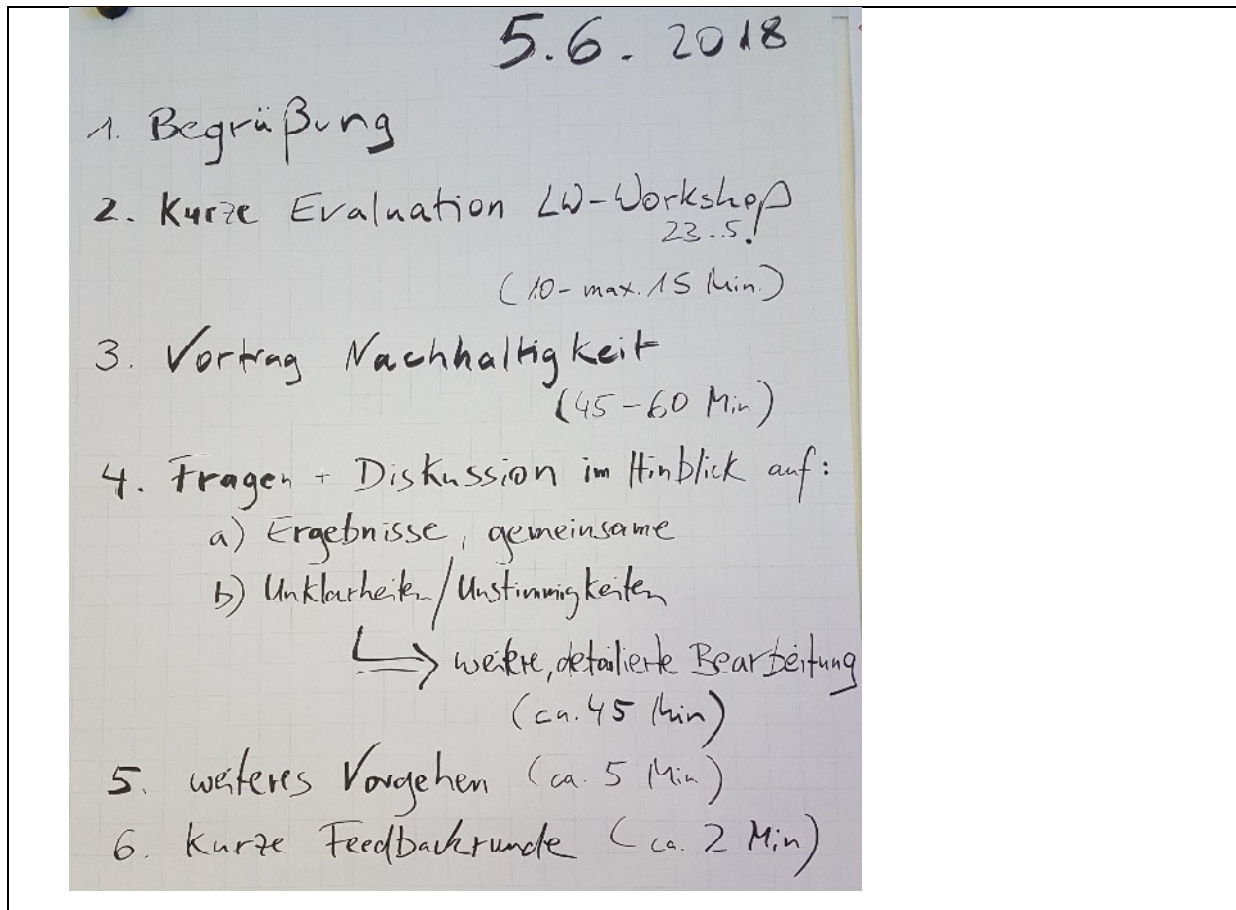 5.6. 2018
1. Begrüßung
2. Kurze Evaluation LW-Workshop
23.5.
(10- max. 15 Min.)
3. Vortrag Nachhaltigkeit
(45-60 Min)
4. Fragen + Diskussion im Hinblick auf:
a) Ergebnisse, gemeinsame
b) Unklarheiten/Unstimmigkeiten
weitere, detailierte Bearbeitung
(ca. 45 Min)
5. weiteres Vorgehen (ca. 5 Min)
6. Kurze Feedbackrunde (ca. 2 Min)